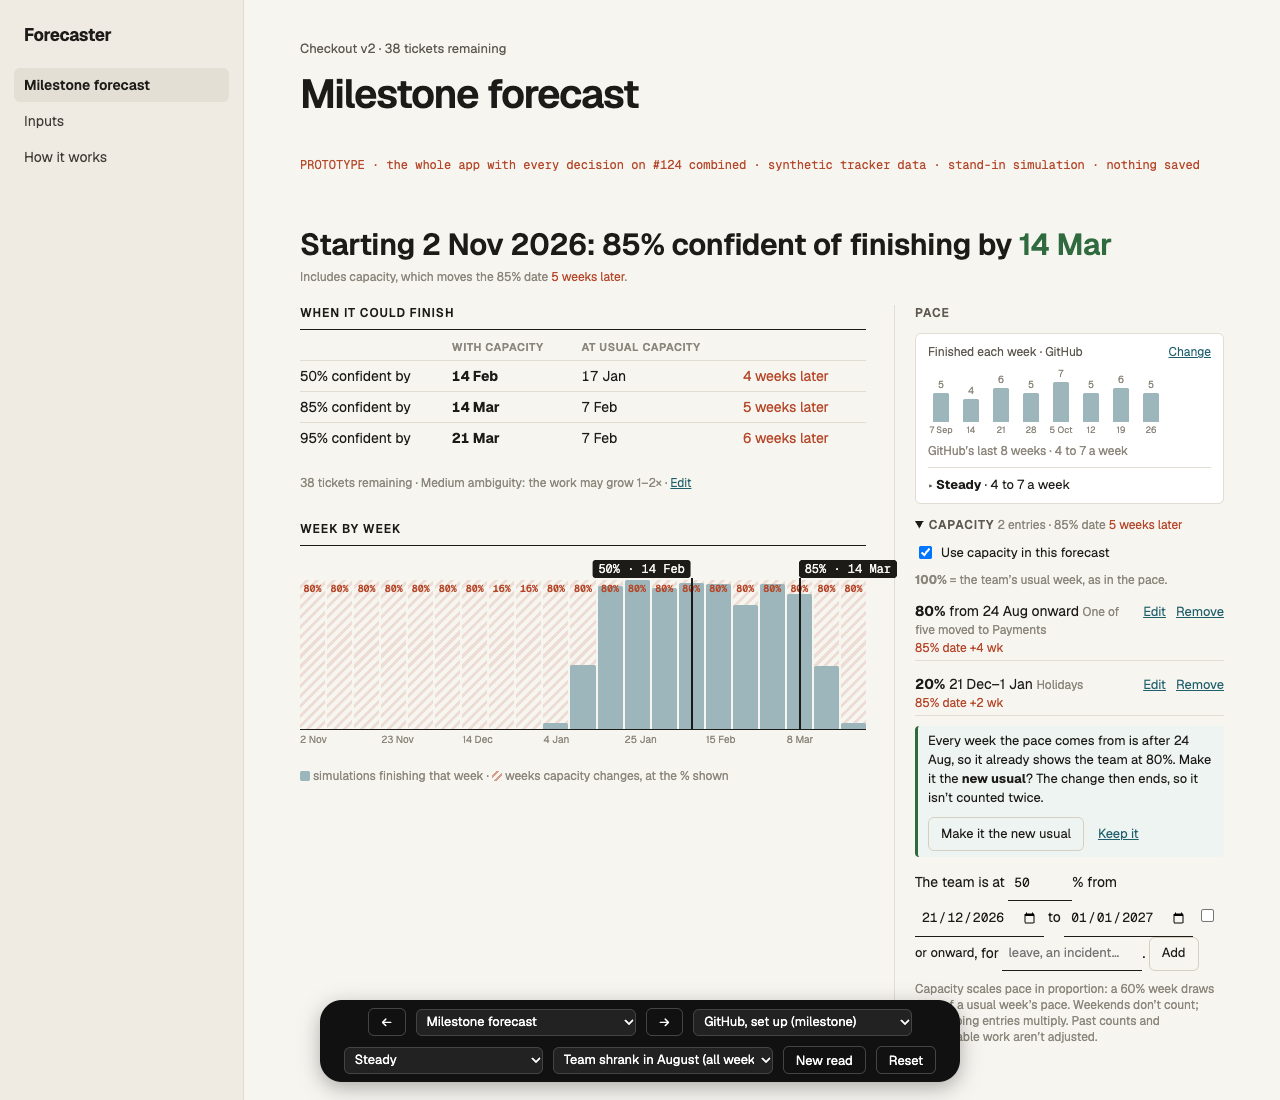 Forecaster
Milestone forecast
Inputs
How it works
Checkout v2 · 38 tickets remaining
Milestone forecast
PROTOTYPE · the whole app with every decision on #124 combined · synthetic tracker data · stand-in simulation · nothing saved
Starting 2 Nov 2026: 85% confident of finishing by 14 Mar
Includes capacity, which moves the 85% date 5 weeks later.
WHEN IT COULD FINISH
WITH CAPACITY AT USUAL CAPACITY
50% confident by 14 Feb 17 Jan 4 weeks later
85% confident by 14 Mar 7 Feb 5 weeks later
95% confident by 21 Mar 7 Feb 6 weeks later
38 tickets remaining · Medium ambiguity: the work may grow 1–2× · Edit
WEEK BY WEEK
50% · 14 Feb 85% · 14 Mar
80% 80% 80% 80% 80% 80% 80% 16% 16% 80% 80% 80% 80% 80% 80% 80% 80% 80% 80% 80% 80%
2 Nov 23 Nov 14 Dec 4 Jan 25 Jan 15 Feb 8 Mar
simulations finishing that week · weeks capacity changes, at the % shown
PACE
Finished each week · GitHub Change
5 4 6 5 7 5 6 5
7 Sep 14 21 28 5 Oct 12 19 26
GitHub's last 8 weeks · 4 to 7 a week
▸ Steady · 4 to 7 a week
▼ CAPACITY 2 entries · 85% date 5 weeks later
Use capacity in this forecast
100% = the team's usual week, as in the pace.
80% from 24 Aug onward One of Edit Remove
five moved to Payments
85% date +4 wk
20% 21 Dec–1 Jan Holidays Edit Remove
85% date +2 wk
Every week the pace comes from is after 24
Aug, so it already shows the team at 80%. Make
it the new usual? The change then ends, so it
isn't counted twice.
Make it the new usual Keep it
The team is at 50 % from
21/12/2026 to 01/01/2027
or onward, for leave, an incident… . Add
Capacity scales pace in proportion: a 60% week draws
a usual week's pace. Weekends don't count;
entries multiply. Past counts and
work aren't adjusted.
← Milestone forecast → GitHub, set up (milestone)
Steady Team shrank in August (all week New read Reset